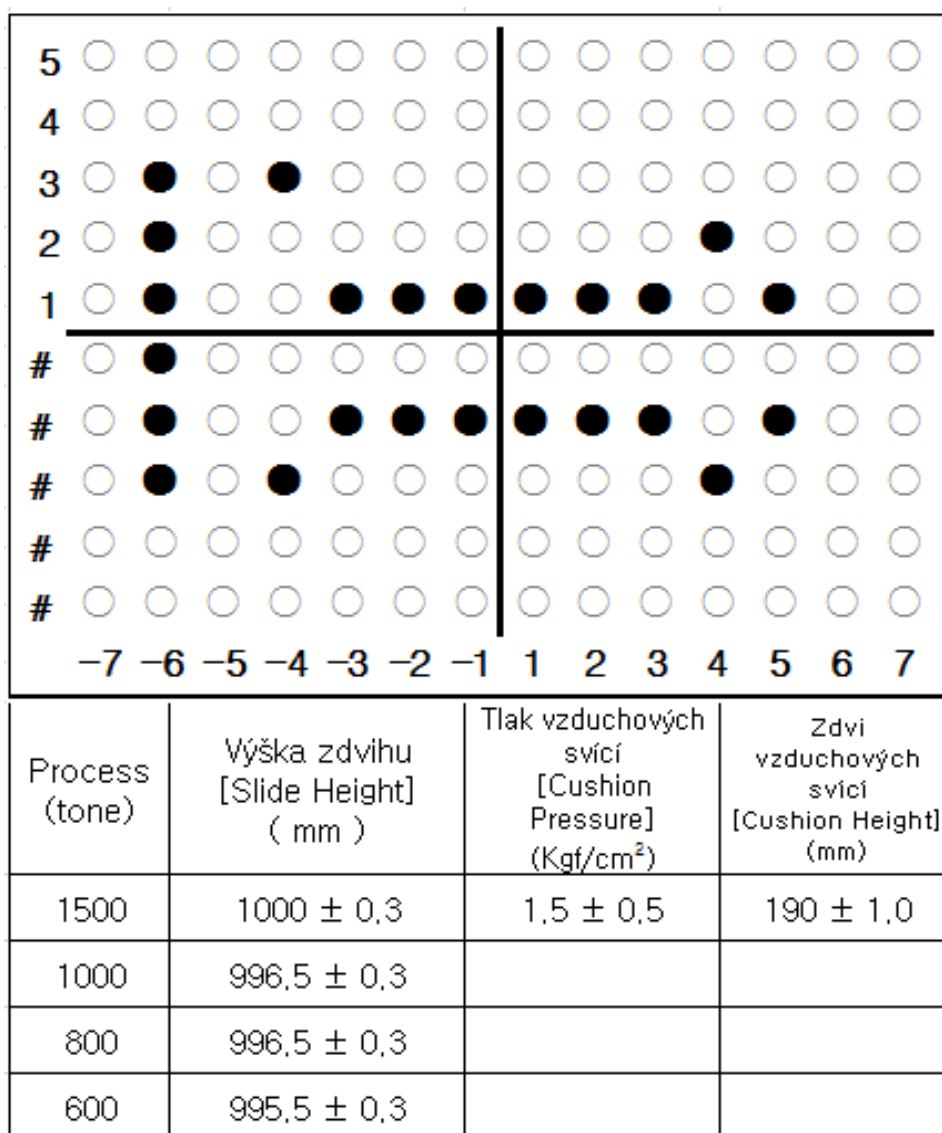 5
4
3
2
1
#
#
#
#
#
−7 −6 −5 −4 −3 −2 −1 1 2 3 4 5 6 7
Process
(tone)
Výška zdvihu
[Slide Height]
( mm )
Tlak vzduchových
svící
[Cushion
Pressure]
(Kgf/cm²)
Zdvi
vzduchových
svící
[Cushion Height]
(mm)
1500 1000 ± 0,3 1,5 ± 0,5 190 ± 1,0
1000 996,5 ± 0,3
800 996,5 ± 0,3
600 995,5 ± 0,3